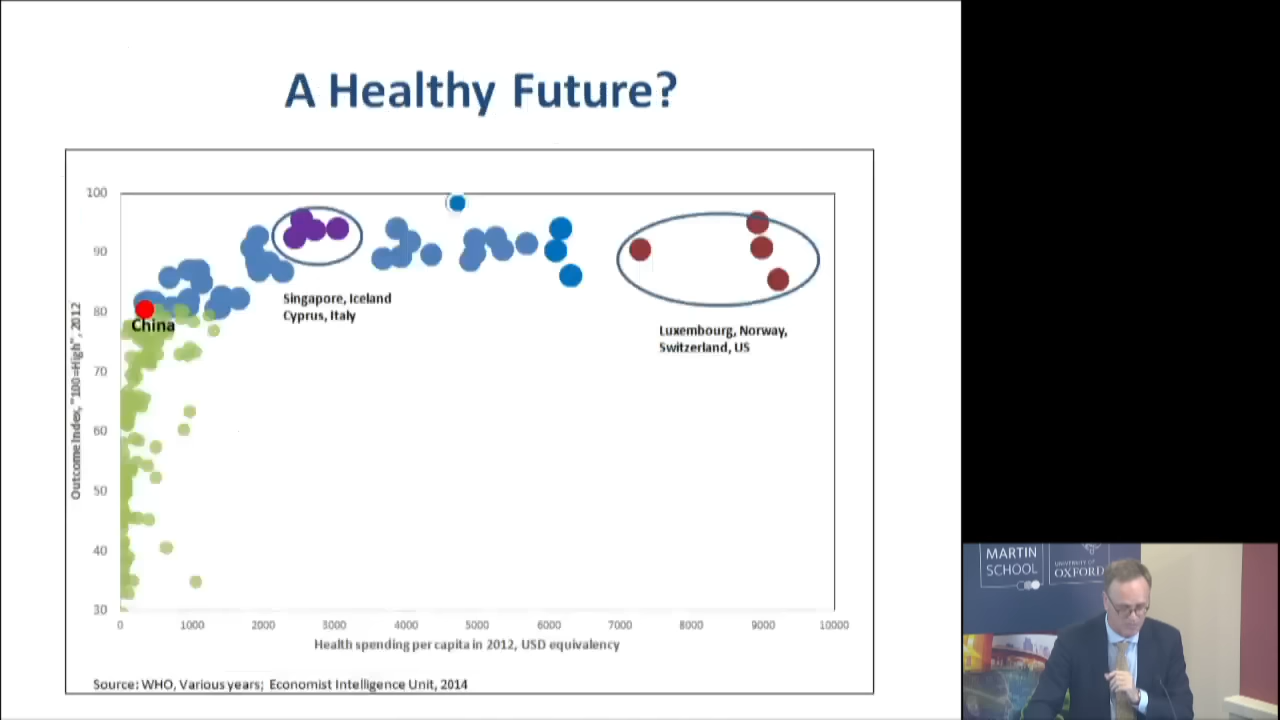 A Healthy Future?
100
90
80
70
60
50
40
30
Outcome Index, "100=High", 2012
China
Singapore, Iceland
Cyprus, Italy
Luxembourg, Norway,
Switzerland, US
0 1000 2000 3000 4000 5000 6000 7000 8000 9000 10000
Health spending per capita in 2012, USD equivalency
Source: WHO, Various years; Economist Intelligence Unit, 2014
MARTIN
SCHOOL
UNIVERSITY OF
OXFORD